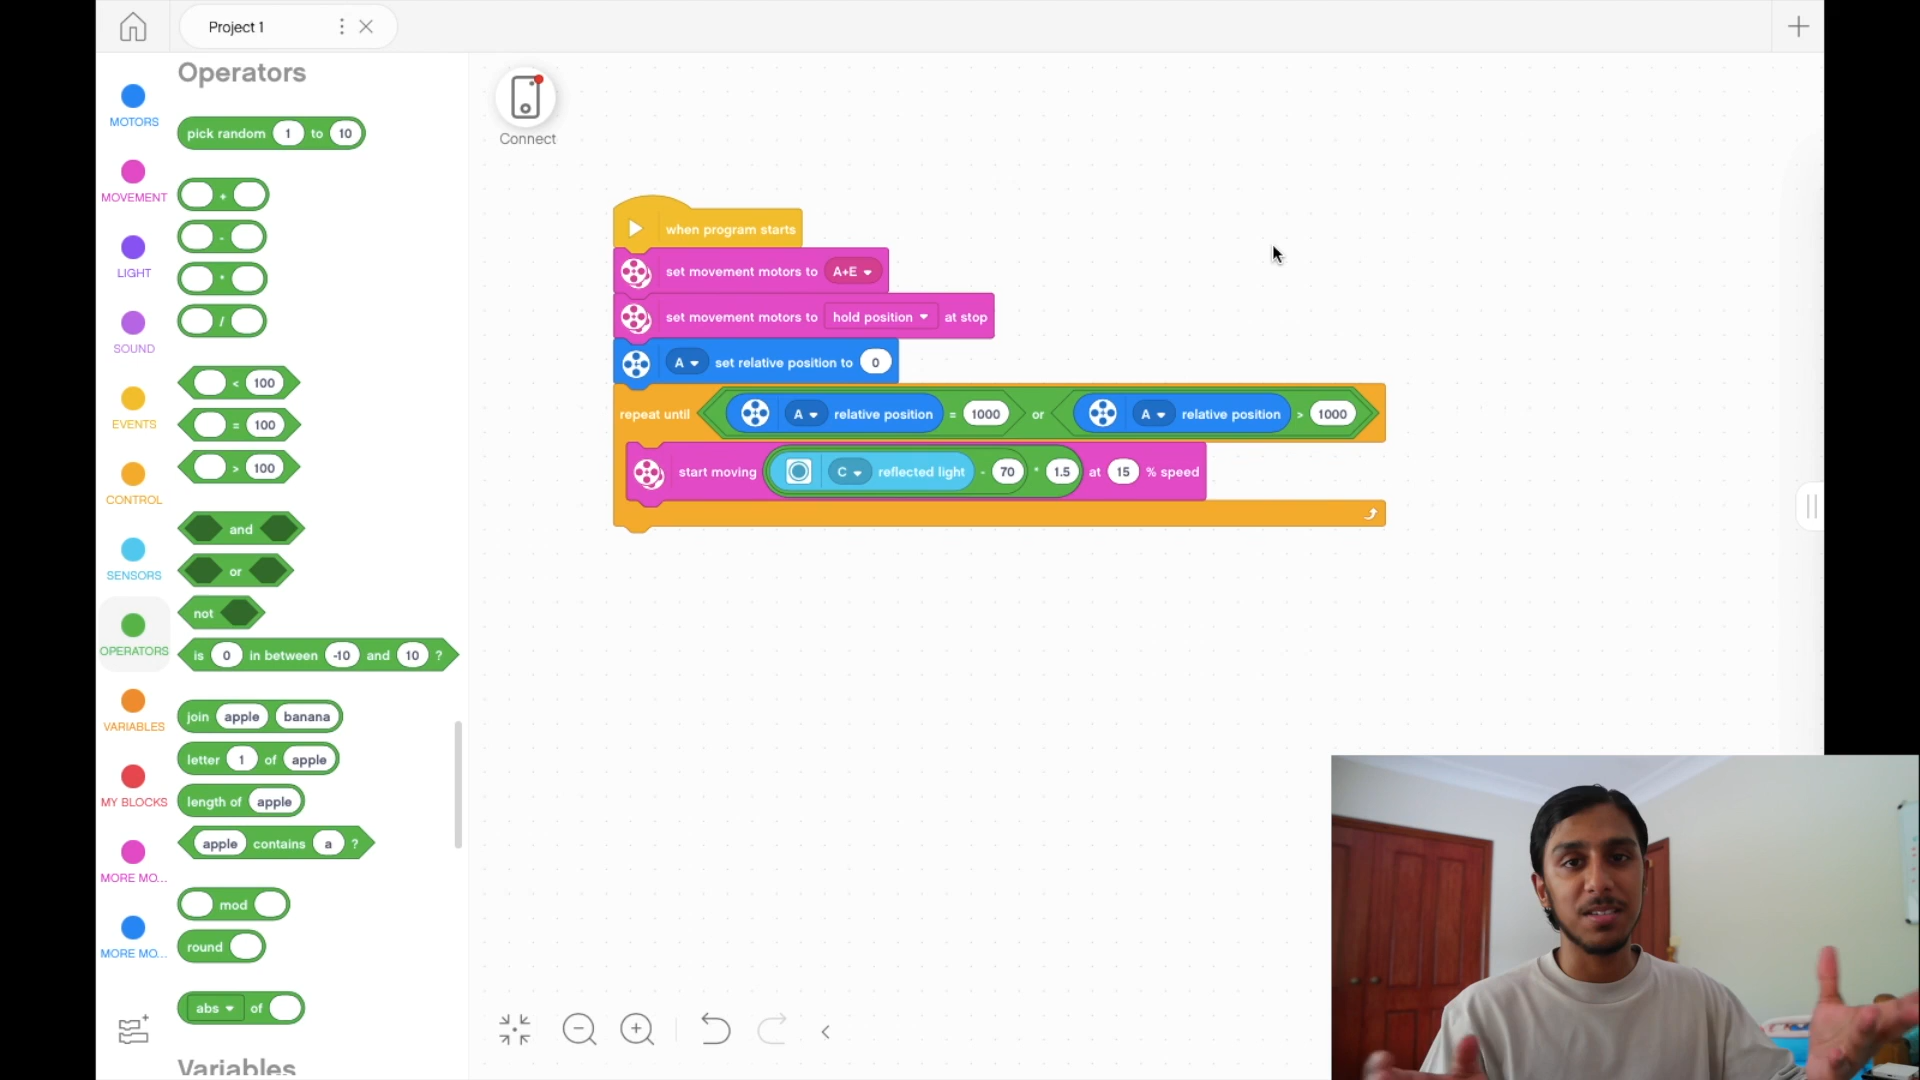 Project 1
Operators
MOTORS
MOVEMENT
LIGHT
SOUND
EVENTS
CONTROL
SENSORS
OPERATORS
VARIABLES
MY BLOCKS
MORE MO...
MORE MO...
pick random 1 to 10
+
-
*
/
< 100
= 100
> 100
and
or
not
is 0 in between -10 and 10 ?
join apple banana
letter 1 of apple
length of apple
apple contains a ?
mod
round
abs of
Variables
Connect
when program starts
set movement motors to A+E
set movement motors to hold position at stop
A set relative position to 0
repeat until A relative position = 1000 or A relative position > 1000
start moving C reflected light - 70 * 1.5 at 15 % speed